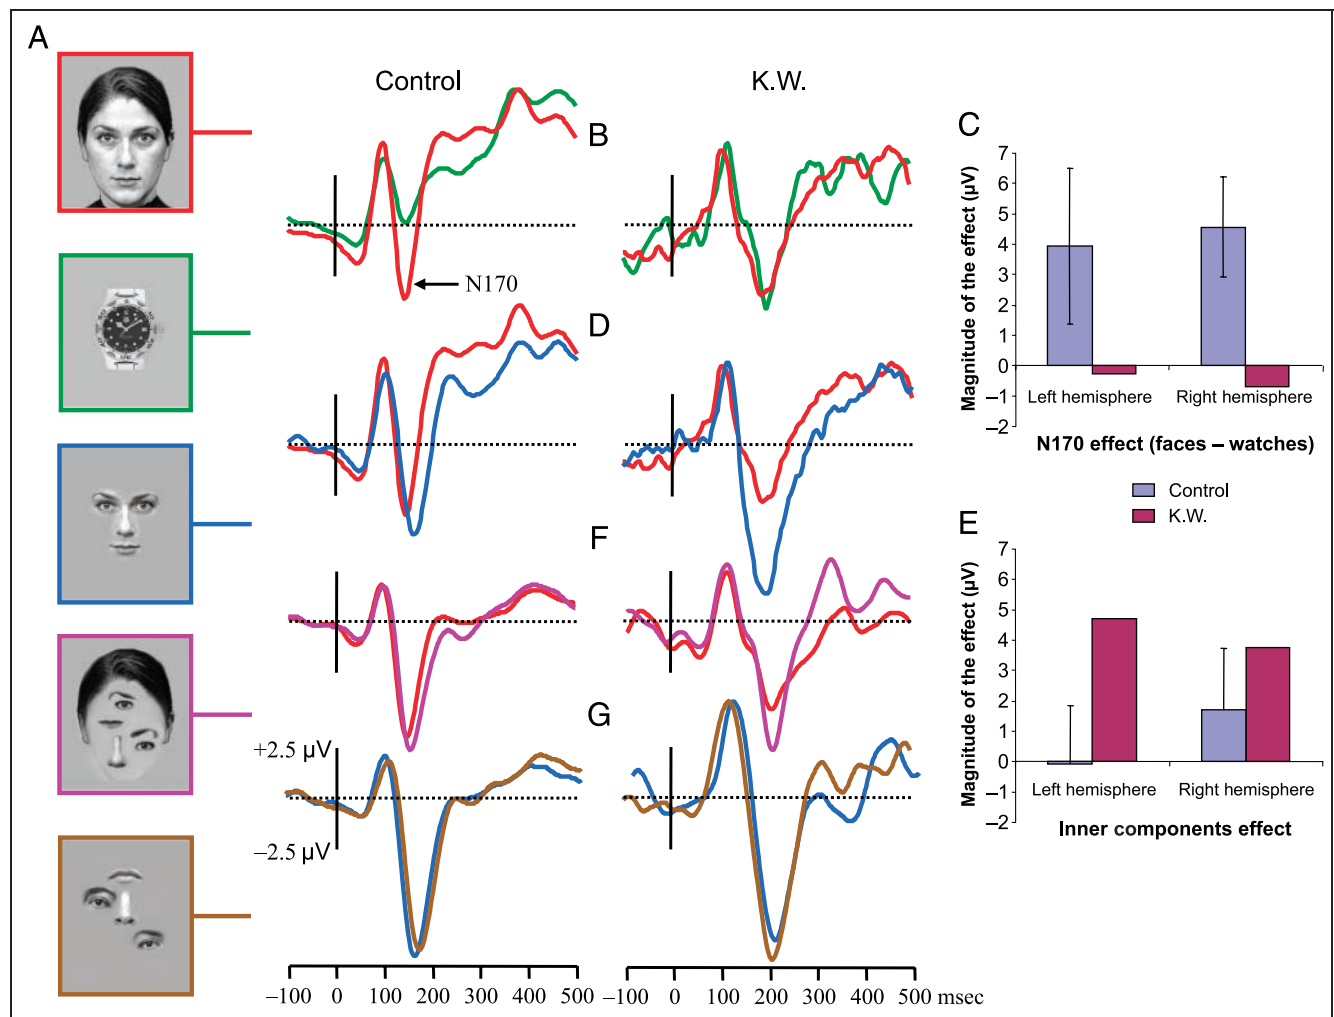 A
Control
K.W.
B
N170
C
Magnitude of the effect (µV)
7
6
5
4
3
2
1
0
–1
–2
Left hemisphere
Right hemisphere
N170 effect (faces – watches)
D
Control
K.W.
E
Magnitude of the effect (µV)
7
6
5
4
3
2
1
0
–1
–2
Left hemisphere
Right hemisphere
Inner components effect
F
G
+2.5 µV
–2.5 µV
–100 0 100 200 300 400 500
–100 0 100 200 300 400 500 msec